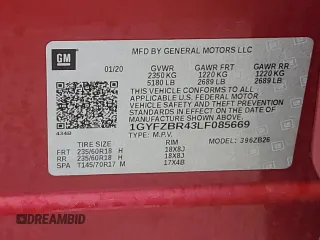 GM
MFD BY GENERAL MOTORS LLC
01/20 GVWR GAWR FRT GAWR RR
2350 KG 1220 KG 1220 KG
5180 LB 2689 LB 2689 LB
THIS VEHICLE CONFORMS TO ALL APPLICABLE U.S. FEDERAL MOTOR VEHICLE SAFETY, BUMPER, AND THEFT PREVENTION STANDARDS IN EFFECT ON THE DATE OF MANUFACTURE SHOWN ABOVE.
1GYFZBR43LF085669
TYPE: M.P.V.
4346
TIRE SIZE RIM MODEL: 396ZB26
FRT 235/60R18 H 18X8J
RR 235/60R18 H 18X8J
SPA T145/70R17 M 17X4B
DREAMBID